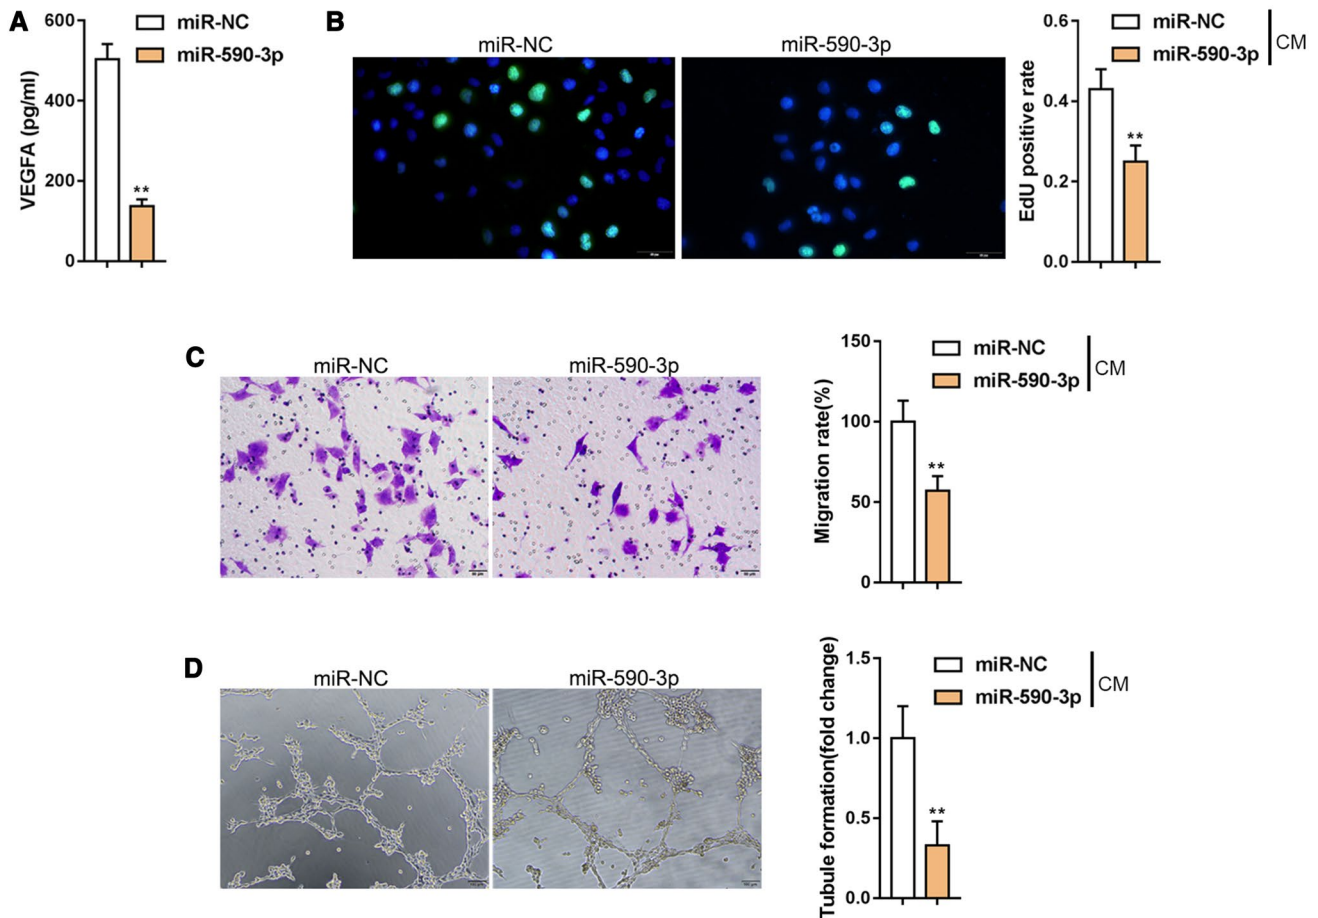 A
VEGFA (pg/ml)
600
400
200
0
**
miR-NC
miR-590-3p
B
miR-NC
miR-590-3p
EdU positive rate
0.6
0.4
0.2
0.0
**
miR-NC
miR-590-3p
CM
C
miR-NC
miR-590-3p
Migration rate(%)
150
100
50
0
**
miR-NC
miR-590-3p
CM
D
miR-NC
miR-590-3p
Tubule formation(fold change)
1.5
1.0
0.5
0.0
**
miR-NC
miR-590-3p
CM